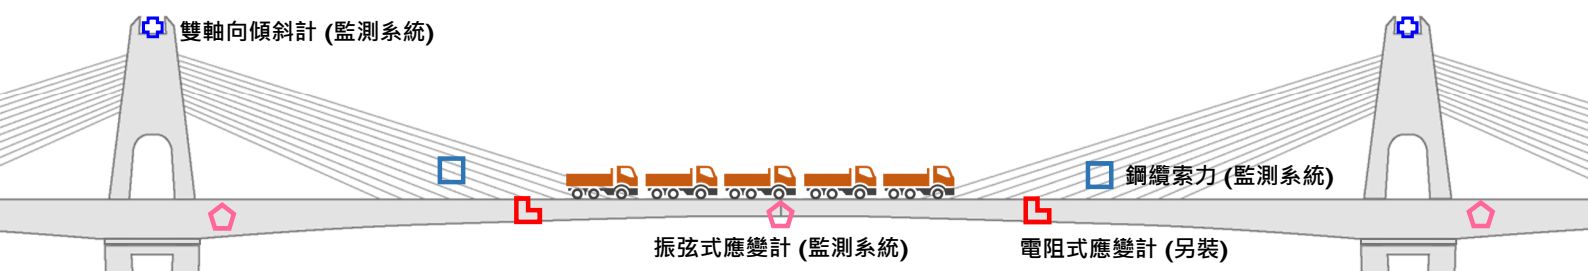 雙軸向傾斜計 (監測系統)
鋼纜索力 (監測系統)
振弦式應變計 (監測系統)
電阻式應變計 (另裝)